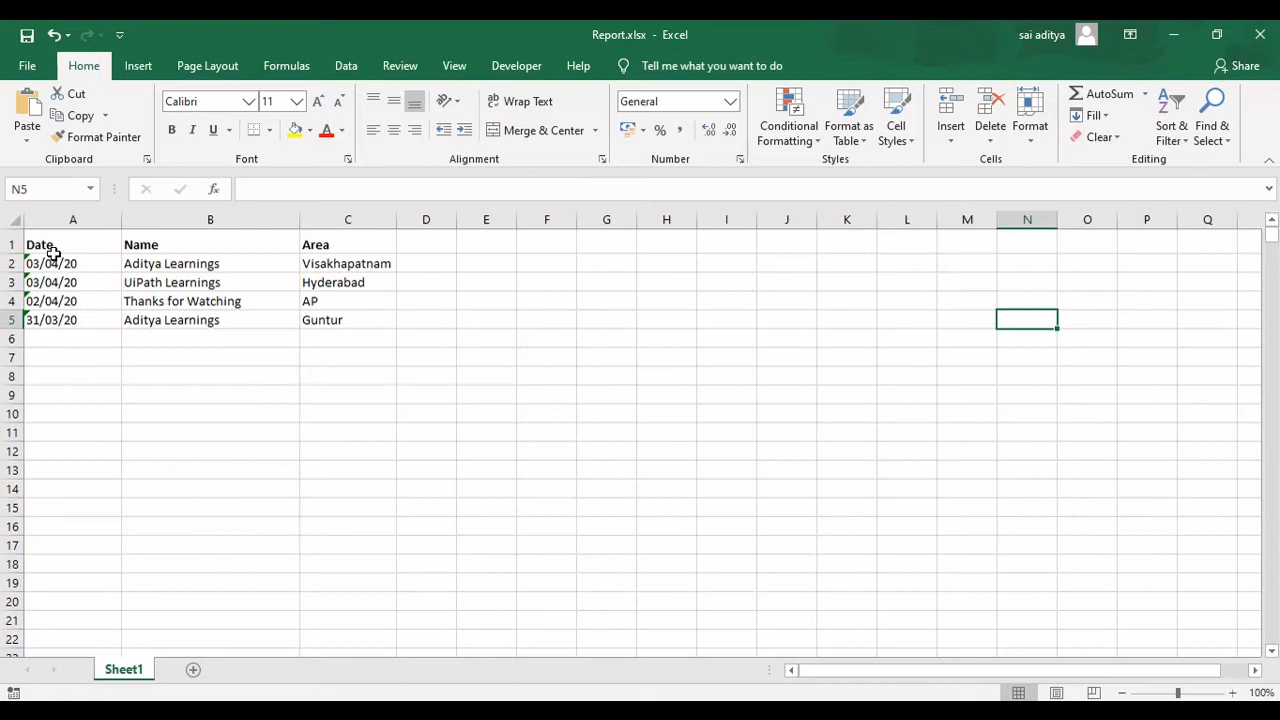 Report.xlsx - Excel
sai aditya
File Home Insert Page Layout Formulas Data Review View Developer Help Tell me what you want to do Share
Paste
Cut
Copy
Format Painter
Clipboard
Calibri 11
B I U A
Font
ab Wrap Text
Merge & Center
Alignment
General
% ,
Number
Conditional Formatting
Format as Table
Cell Styles
Styles
Insert Delete Format
Cells
AutoSum
Fill
Clear
Sort & Filter
Find & Select
Editing
N5 fx
A B C D E F G H I J K L M N O P Q
1 Date Name Area
2 03/04/20 Aditya Learnings Visakhapatnam
3 03/04/20 UiPath Learnings Hyderabad
4 02/04/20 Thanks for Watching AP
5 31/03/20 Aditya Learnings Guntur
6
7
8
9
10
11
12
13
14
15
16
17
18
19
20
21
22
Sheet1
100%